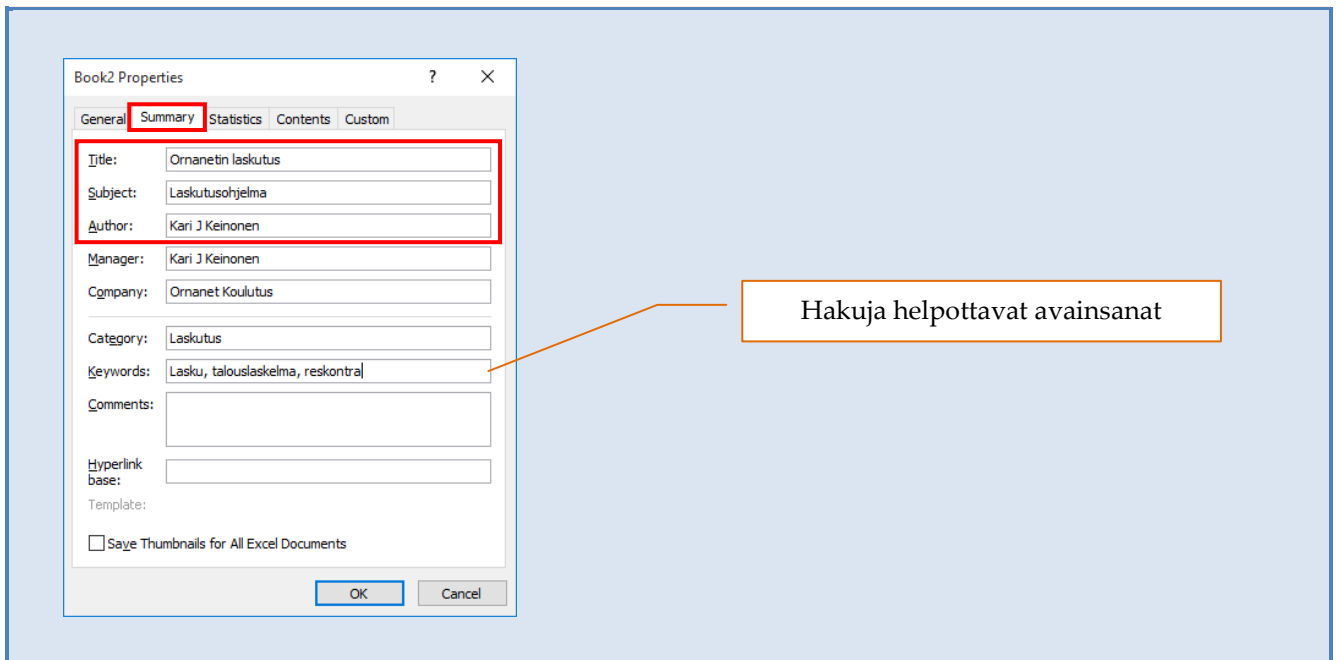 Book2 Properties ? X
General Summary Statistics Contents Custom
Title: Ornanetin laskutus
Subject: Laskutusohjelma
Author: Kari J Keinonen
Manager: Kari J Keinonen
Company: Ornanet Koulutus
Hakuja helpottavat avainsanat
Category: Laskutus
Keywords: Lasku, talouslaskelma, reskontra
Comments:
Hyperlink
base:
Template:
Save Thumbnails for All Excel Documents
OK Cancel